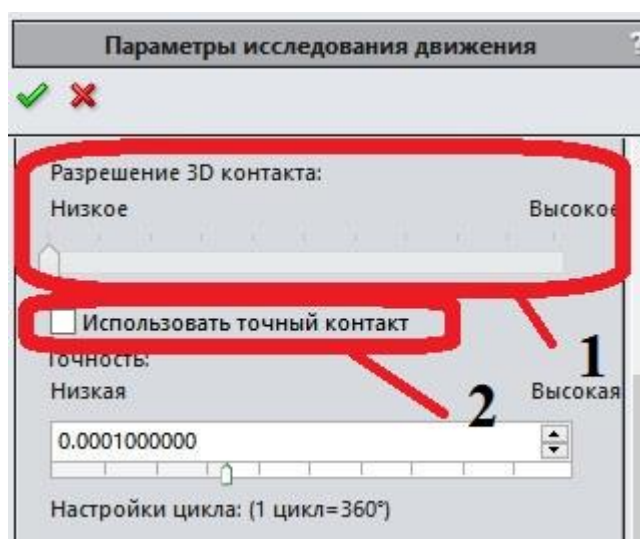 Параметры исследования движения
?
Разрешение 3D контакта:
Низкое Высокое
Использовать точный контакт
1
Точность:
Низкая Высокая
2
0.0001000000
Настройки цикла: (1 цикл=360°)